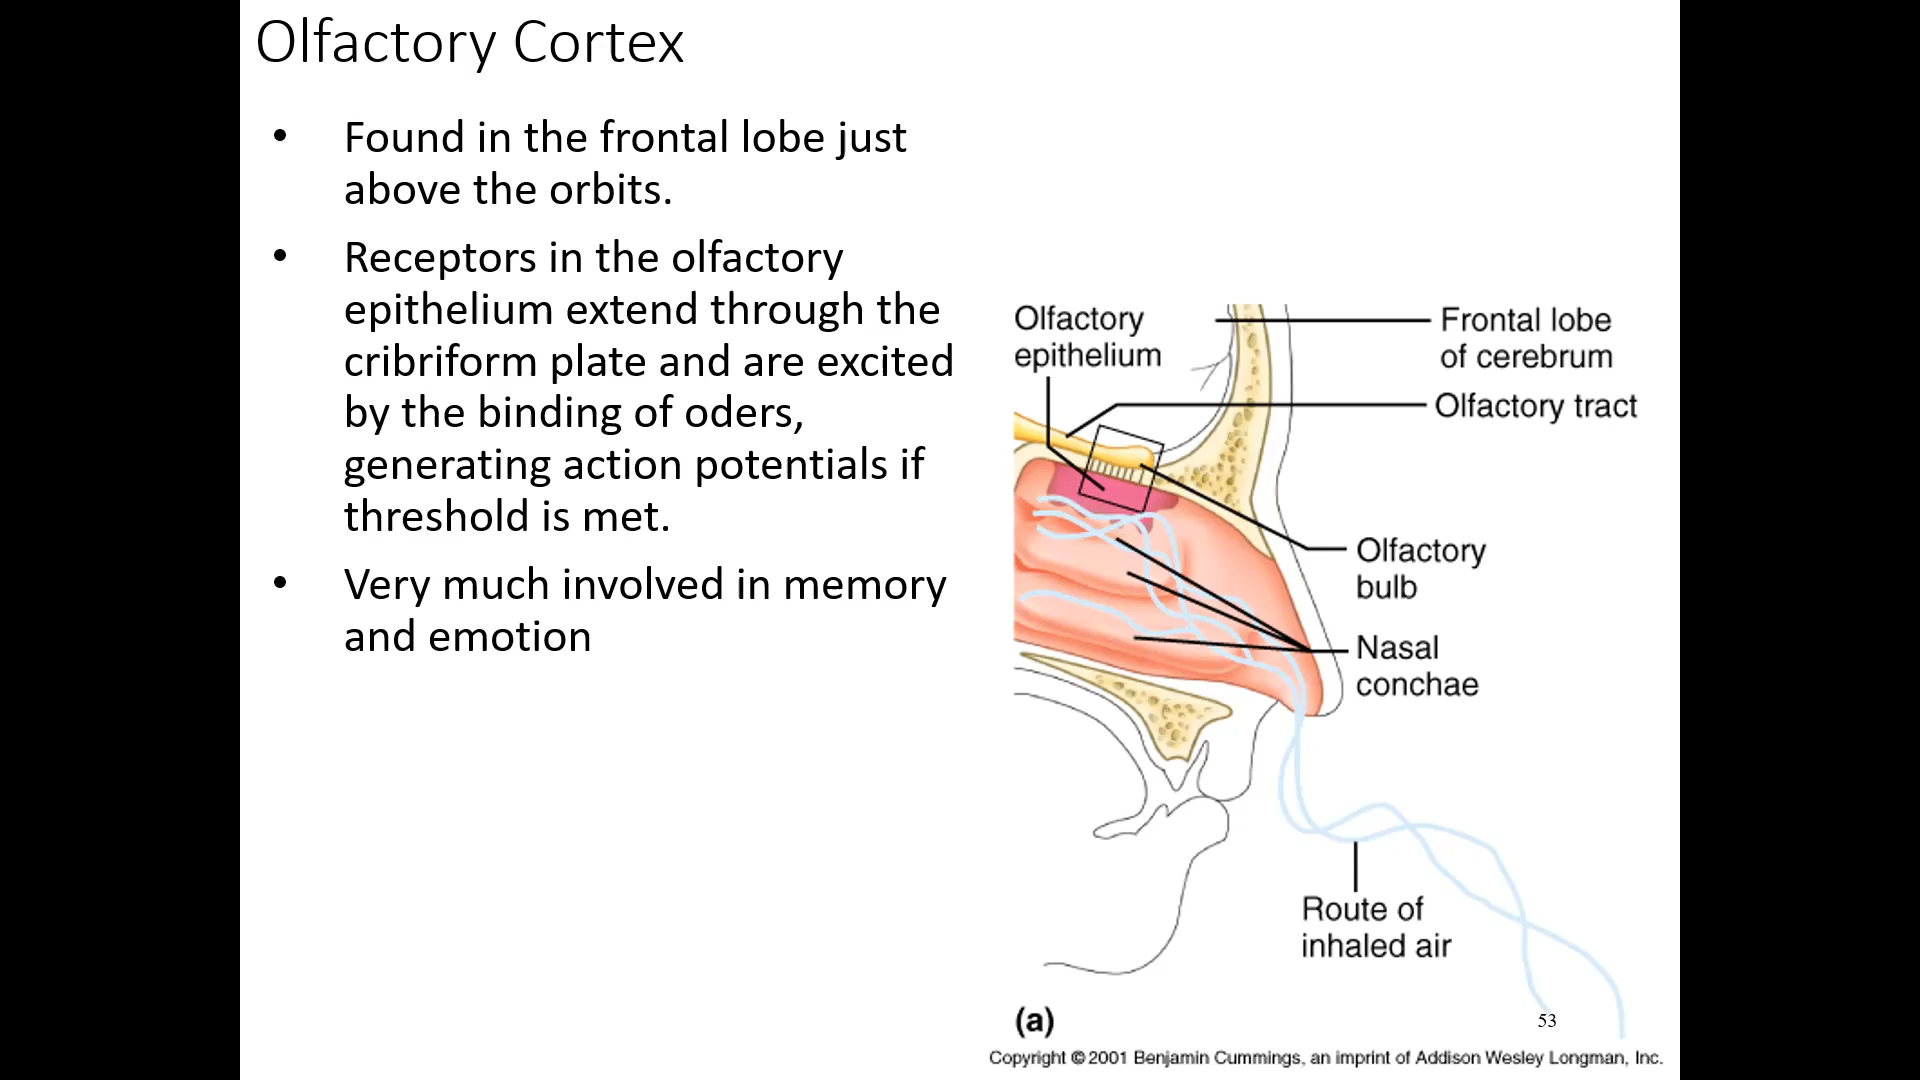 Olfactory Cortex
• Found in the frontal lobe just
above the orbits.
• Receptors in the olfactory
epithelium extend through the
cribriform plate and are excited
by the binding of oders,
generating action potentials if
threshold is met.
• Very much involved in memory
and emotion
Olfactory
epithelium
Frontal lobe
of cerebrum
Olfactory tract
Olfactory
bulb
Nasal
conchae
Route of
inhaled air
(a)
53
Copyright © 2001 Benjamin Cummings, an imprint of Addison Wesley Longman, Inc.